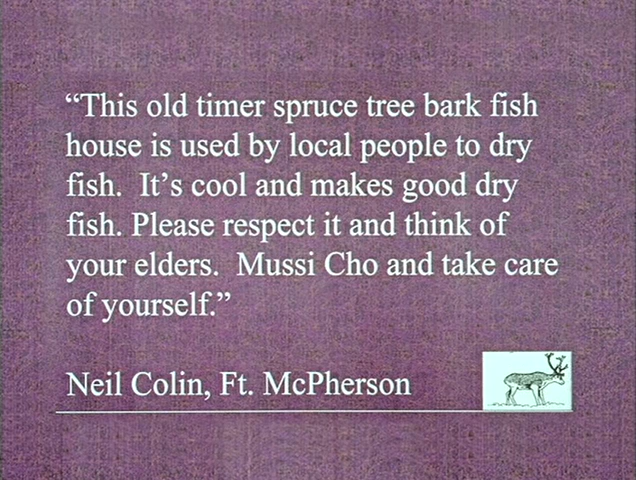 “This old timer spruce tree bark fish
house is used by local people to dry
fish.  It’s cool and makes good dry
fish. Please respect it and think of
your elders.  Mussi Cho and take care
of yourself.”
Neil Colin, Ft. McPherson